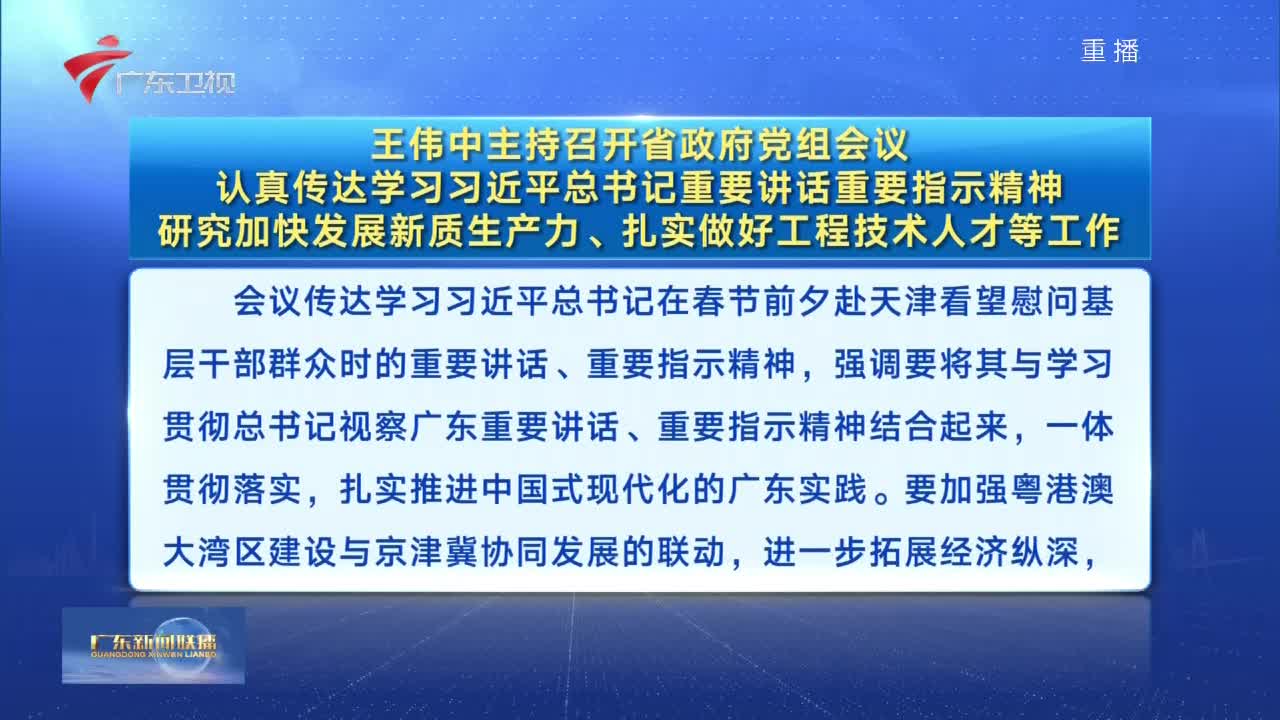 重播
广东卫视
王伟中主持召开省政府党组会议
认真传达学习习近平总书记重要讲话重要指示精神
研究加快发展新质生产力、扎实做好工程技术人才等工作
会议传达学习习近平总书记在春节前夕赴天津看望慰问基
层干部群众时的重要讲话、重要指示精神，强调要将其与学习
贯彻总书记视察广东重要讲话、重要指示精神结合起来，一体
贯彻落实，扎实推进中国式现代化的广东实践。要加强粤港澳
大湾区建设与京津冀协同发展的联动，进一步拓展经济纵深，
广东新闻联播
GUANGDONG XINWEN LIANBO